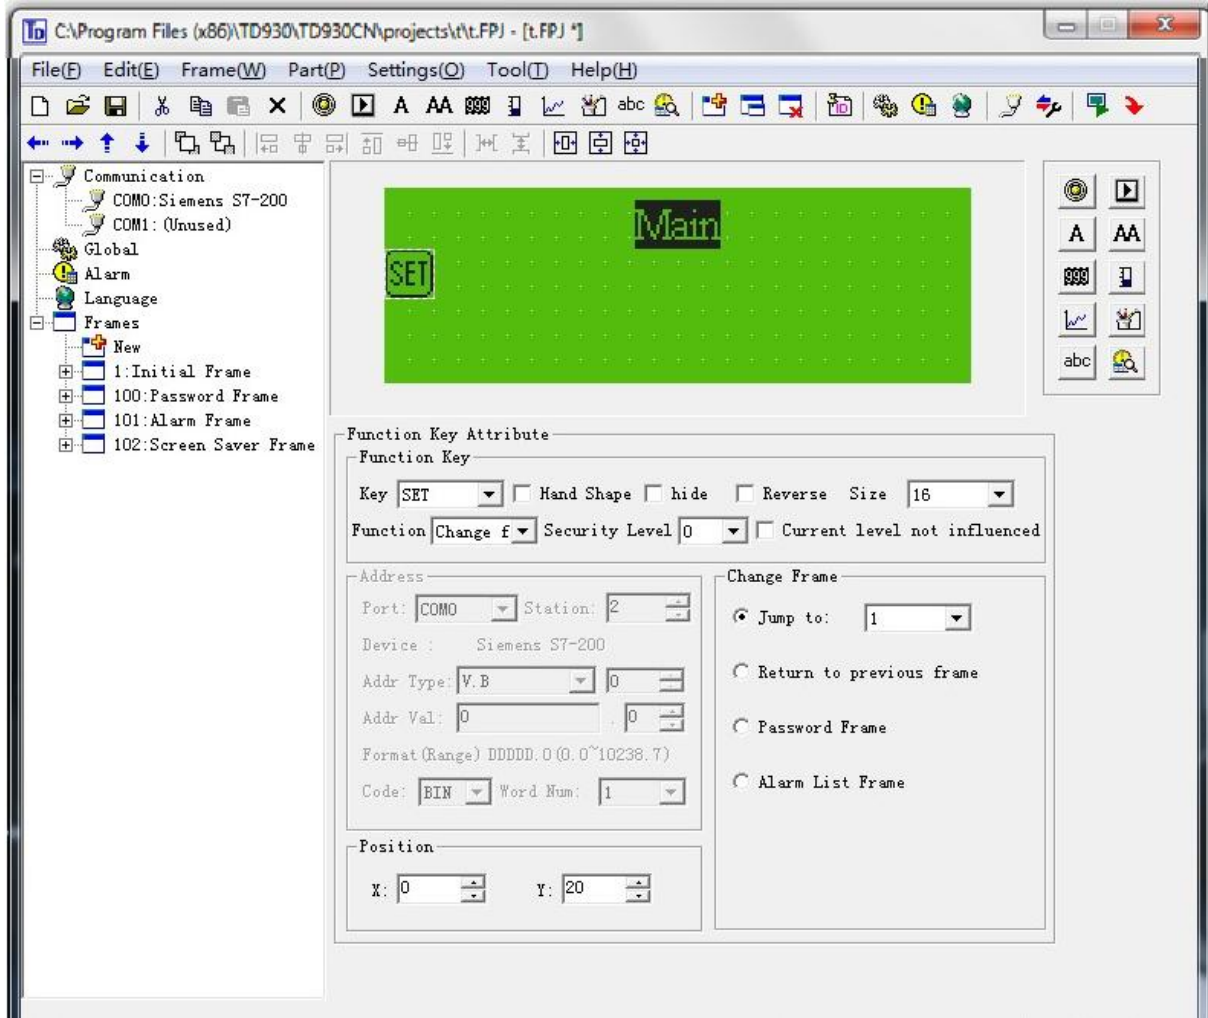 C:\Program Files (x86)\TD930\TD930CN\projects\t\t.FPJ - [t.FPJ *]
File(F) Edit(E) Frame(W) Part(P) Settings(O) Tool(T) Help(H)
A AA 999 abc
Communication
COM0:Siemens S7-200
COM1:(Unused)
Global
Alarm
Language
Frames
New
1:Initial Frame
100:Password Frame
101:Alarm Frame
102:Screen Saver Frame
Main
SET
A AA
999
abc
Function Key Attribute
Function Key
Key SET Hand Shape hide Reverse Size 16
Function Change f Security Level 0 Current level not influenced
Address
Port: COM0 Station: 2
Device : Siemens S7-200
Addr Type: V.B 0
Addr Val: 0 . 0
Format(Range) DDDDD.O(0.0~10238.7)
Code: BIN Word Num: 1
Position
X: 0 Y: 20
Change Frame
Jump to: 1
Return to previous frame
Password Frame
Alarm List Frame